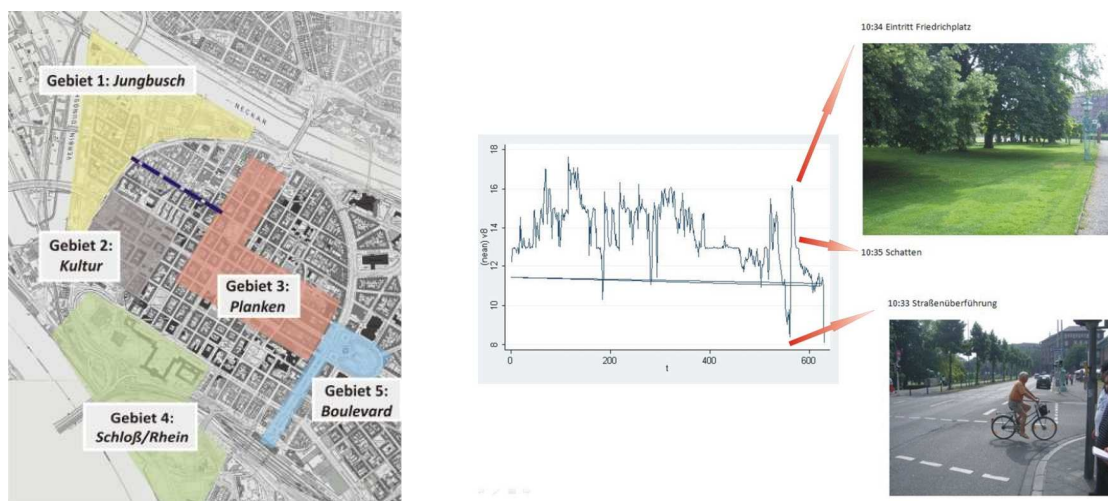 Gebiet 1: Jungbusch
NECKAR
Gebiet 2:
Kultur
Gebiet 3:
Planken
Gebiet 4:
Schloß/Rhein
Gebiet 5:
Boulevard
18
16
14
12
10
8
(nean) v8
0
200
400
600
t
10:34 Eintritt Friedrichplatz
10:35 Schatten
10:33 Straßenüberführung